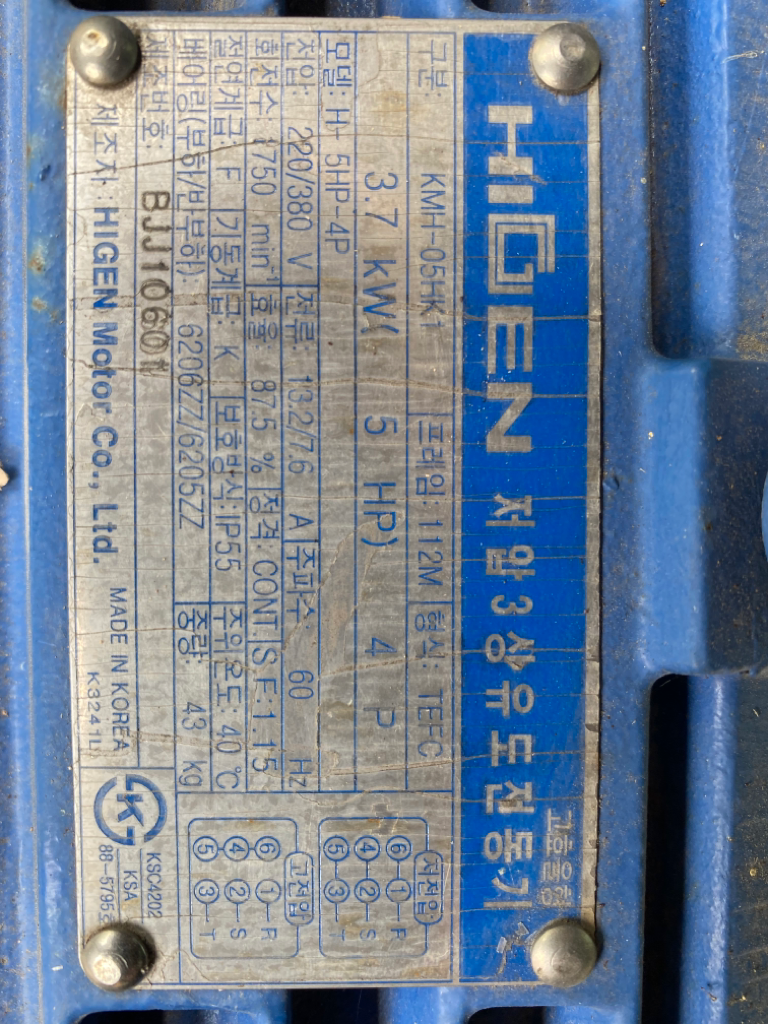 HIGEN 저압3상유도전동기
고효율
구분: KMH-05HK1 프레임: 112M 형식: TEFC
3.7 kW( 5 HP) 4 P
모델: H+ 5HP-4P
전압: 220/380 V 전류: 13.2/7.6 A 주파수: 60 Hz
회전수: 1750 min⁻¹ 효율: 87.5 % 정격: CONT. S.F: 1.15
절연계급: F 기동계급: K 보호방식: IP55 주위온도: 40 ℃
베어링(부하/반부하): 6206ZZ/6205ZZ 중량: 43 kg
제조번호: BJJ10601
제조자: HIGEN Motor Co., Ltd. MADE IN KOREA
저전압
6 1 R
4 2 S
5 3 T
고전압
6 1 R
4 2 S
5 3 T
KSC4202
KSA